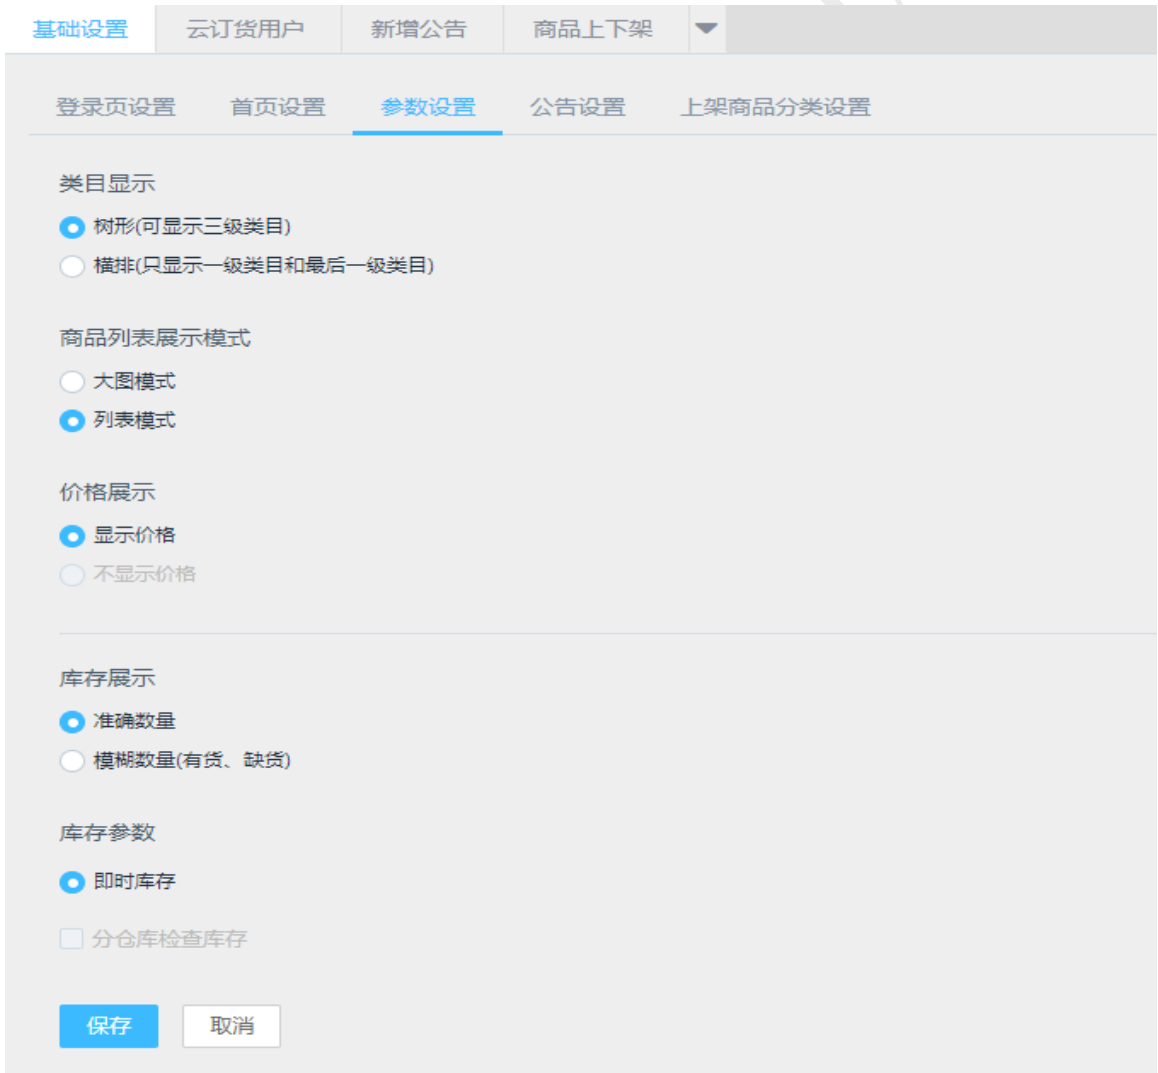 基础设置 云订货用户 新增公告 商品上下架
登录页设置 首页设置 参数设置 公告设置 上架商品分类设置
类目显示
树形(可显示三级类目)
横排(只显示一级类目和最后一级类目)
商品列表展示模式
大图模式
列表模式
价格展示
显示价格
不显示价格
库存展示
准确数量
模糊数量(有货、缺货)
库存参数
即时库存
分仓库检查库存
保存 取消